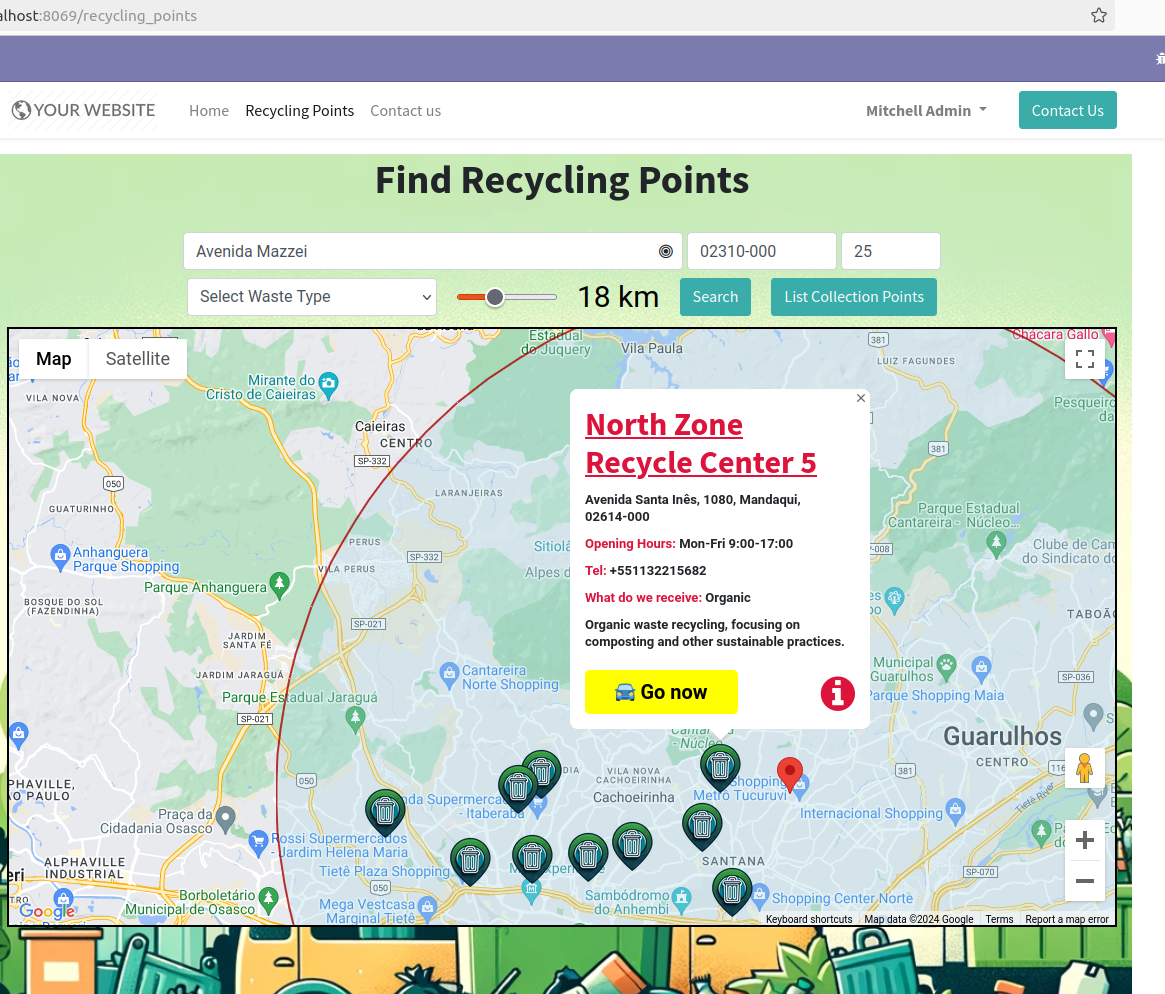 alhost:8069/recycling_points
YOUR WEBSITE
Home
Recycling Points
Contact us
Mitchell Admin
Contact Us
Find Recycling Points
Avenida Mazzei
02310-000
25
Select Waste Type
18 km
Search
List Collection Points
Map
Satellite
Estadual
do Juquery
Vila Paula
381
LUIZ FAGUNDES
Chácara Gallo
VILA NOVA
Mirante do
Cristo de Caieiras
Pesqueiro
da
Caieiras
CENTRO
SP-332
381
050
LARANJEIRAS
GUATURINHO
Parque Estadual
Cantareira - Núcleo...
PERUS
SP-332
Anhanguera
Parque Shopping
VILA PERUS
Parque Anhanguera
BOSQUE DO SOL
(FAZENDINHA)
SP-021
JARDIM
SANTA FÉ
JARDIM JARAGUÁ
Cantareira
Norte Shopping
Parque Estadual Jaraguá
SP-021
North Zone
Recycle Center 5
Avenida Santa Inês, 1080, Mandaqui,
02614-000
Opening Hours: Mon-Fri 9:00-17:00
Tel: +551132215682
What do we receive: Organic
Organic waste recycling, focusing on
composting and other sustainable practices.
Go now
Clube de Cam
do Sindicato
TABOÃO
Municipal
Guarulhos
SP-036
Parque Shopping Maia
Guarulhos
CENTRO
381
116
Tietê River
Internacional Shopping
SP-070
050
VILA NOVA
CACHOEIRINHA
Cachoeirinha
Shopping
Metrô Tucuruvi
- Itaberaba
Praça da
Cidadania Osasco
Rossi Supermercados
- Jardim Helena Maria
Tietê Plaza Shopping
SANTANA
ALPHAVILLE
INDUSTRIAL
050
Borboletário
Municipal de Osasco
Mega Vestcasa
Marginal Tietê
Sambódromo
do Anhembi
Shopping Center Norte
Google
Keyboard shortcuts
Map data ©2024 Google
Terms
Report a map error